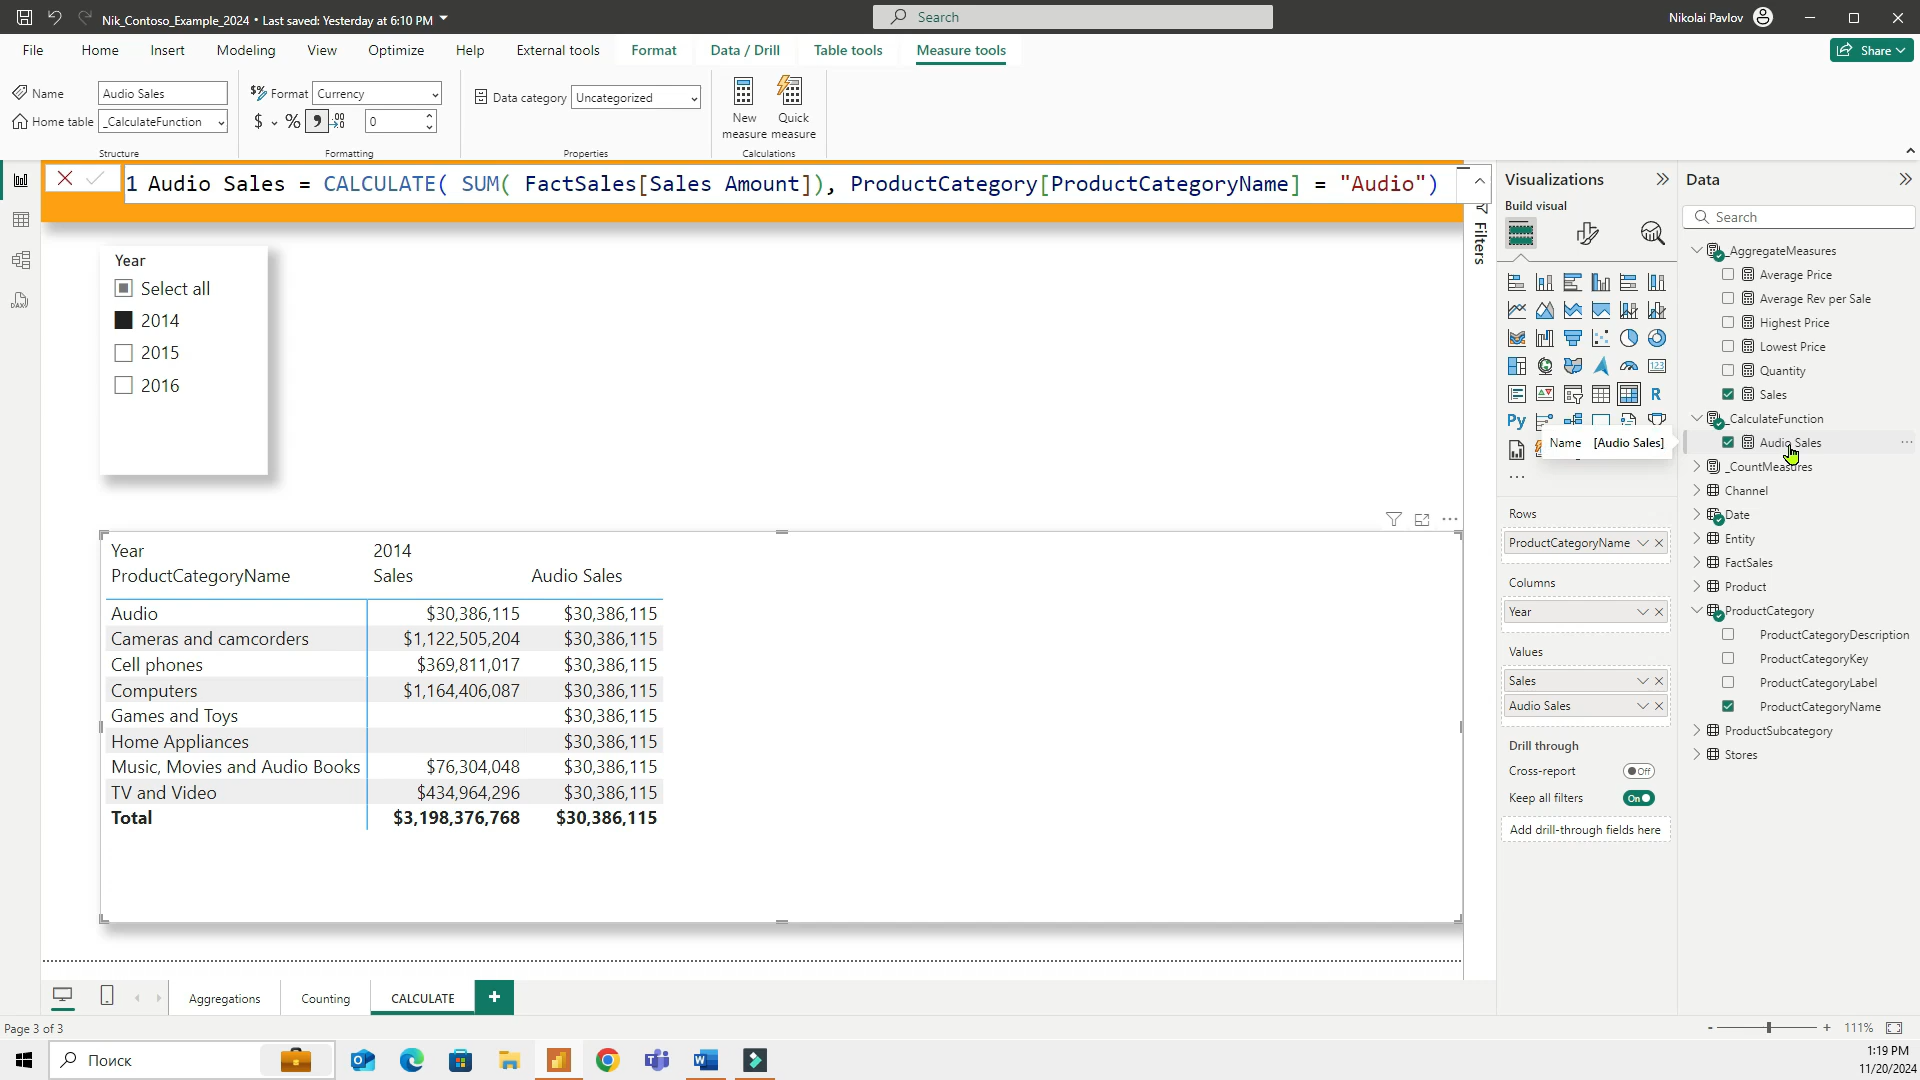 Nik_Contoso_Example_2024 • Last saved: Yesterday at 6:10 PM
Search
Nikolai Pavlov
File Home Insert Modeling View Optimize Help External tools Format Data / Drill Table tools Measure tools
Share
Name Audio Sales
Home table _CalculateFunction
Structure
Format Currency
$ % , 0
Formatting
Data category Uncategorized
Properties
New measure
Quick measure
Calculations
1 Audio Sales = CALCULATE( SUM( FactSales[Sales Amount]), ProductCategory[ProductCategoryName] = "Audio")
Year
Select all
2014
2015
2016
Year 2014
ProductCategoryName Sales Audio Sales
Audio $30,386,115 $30,386,115
Cameras and camcorders $1,122,505,204 $30,386,115
Cell phones $369,811,017 $30,386,115
Computers $1,164,406,087 $30,386,115
Games and Toys $30,386,115
Home Appliances $30,386,115
Music, Movies and Audio Books $76,304,048 $30,386,115
TV and Video $434,964,296 $30,386,115
Total $3,198,376,768 $30,386,115
Filters
Visualizations
Build visual
123
R
Py
Name [Audio Sales]
Rows
ProductCategoryName
Columns
Year
Values
Sales
Audio Sales
Drill through
Cross-report Off
Keep all filters On
Add drill-through fields here
Data
Search
_AggregateMeasures
Average Price
Average Rev per Sale
Highest Price
Lowest Price
Quantity
Sales
_CalculateFunction
Audio Sales
_CountMeasures
Channel
Date
Entity
FactSales
Product
ProductCategory
ProductCategoryDescription
ProductCategoryKey
ProductCategoryLabel
ProductCategoryName
ProductSubcategory
Stores
Aggregations Counting CALCULATE +
Page 3 of 3
- + 111%
Поиск
1:19 PM
11/20/2024